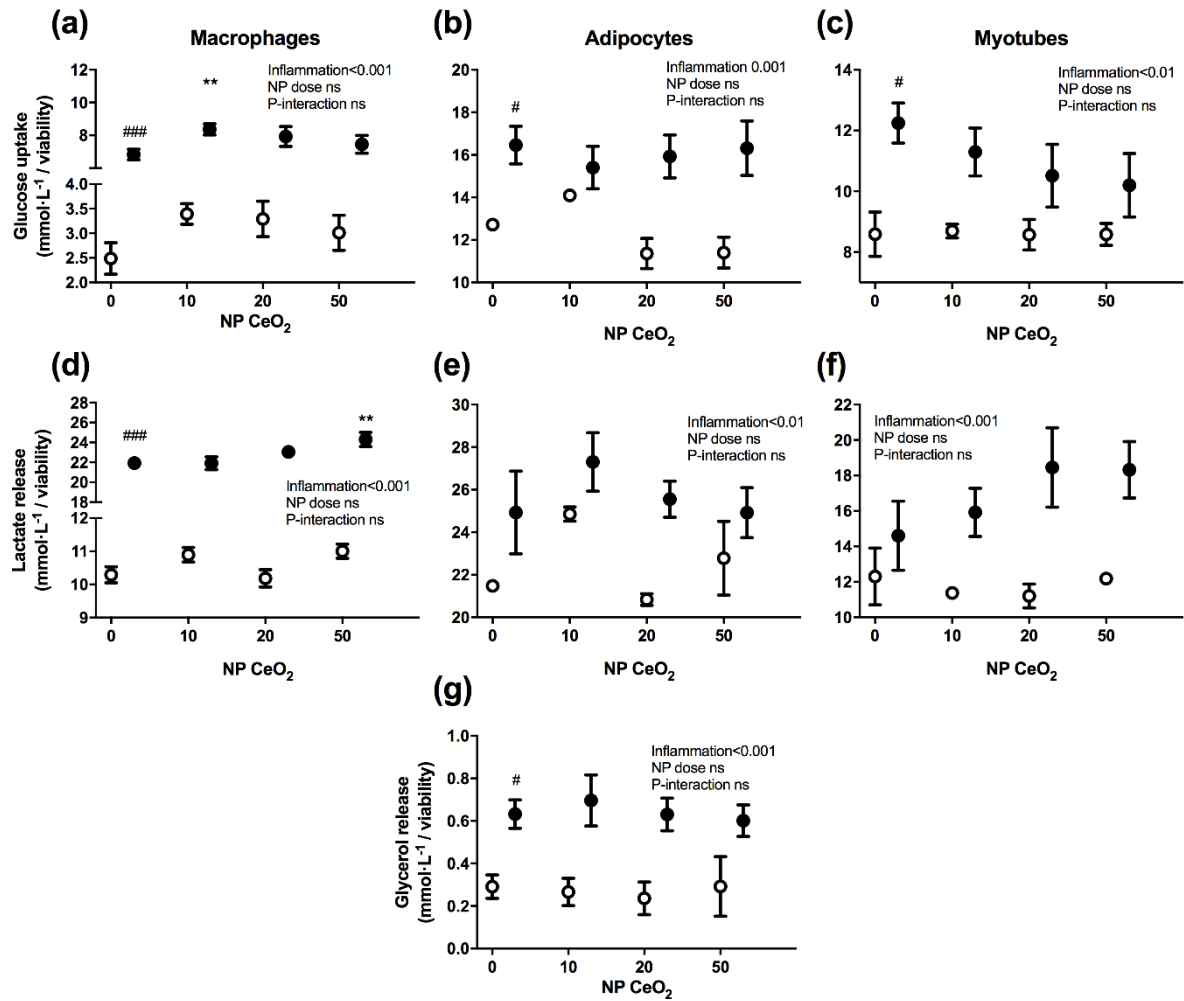 (a)
Macrophages
Glucose uptake
(mmol·L-1 / viability)
12
10
8
6
4.0
3.5
3.0
2.5
2.0
###
**
Inflammation<0.001
NP dose ns
P-interaction ns
0 10 20 50
NP CeO2
(b)
Adipocytes
20
18
16
14
12
10
#
Inflammation 0.001
NP dose ns
P-interaction ns
0 10 20 50
NP CeO2
(c)
Myotubes
14
12
10
8
#
Inflammation<0.01
NP dose ns
P-interaction ns
0 10 20 50
NP CeO2
(d)
Lactate release
(mmol·L-1 / viability)
28
26
24
22
20
11
10
9
###
**
Inflammation<0.001
NP dose ns
P-interaction ns
0 10 20 50
NP CeO2
(e)
30
28
26
24
22
20
Inflammation<0.01
NP dose ns
P-interaction ns
0 10 20 50
NP CeO2
(f)
22
20
18
16
14
12
10
Inflammation<0.001
NP dose ns
P-interaction ns
0 10 20 50
NP CeO2
(g)
Glycerol release
(mmol·L-1 / viability)
1.0
0.8
0.6
0.4
0.2
0.0
#
Inflammation<0.001
NP dose ns
P-interaction ns
0 10 20 50
NP CeO2